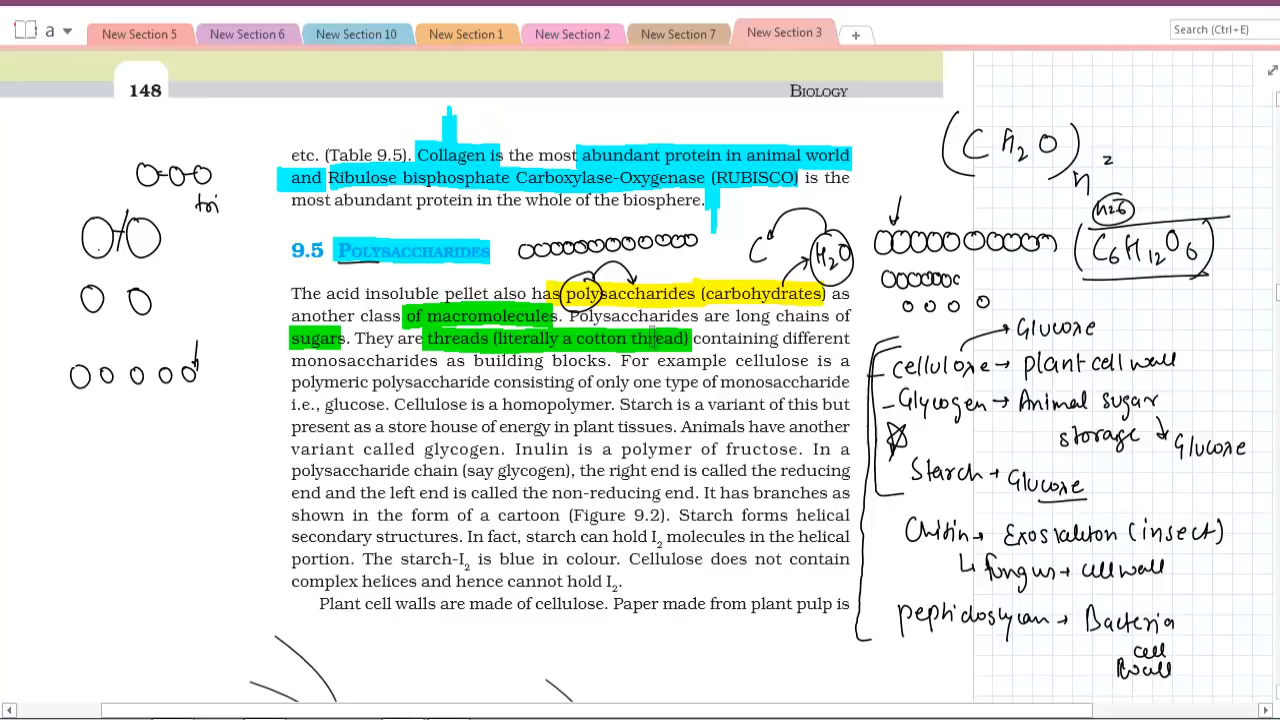 a
New Section 5
New Section 6
New Section 10
New Section 1
New Section 2
New Section 7
New Section 3
+
Search (Ctrl+E)
148
BIOLOGY
etc. (Table 9.5). Collagen is the most abundant protein in animal world
and Ribulose bisphosphate Carboxylase-Oxygenase (RUBISCO) is the
most abundant protein in the whole of the biosphere.
9.5 POLYSACCHARIDES
The acid insoluble pellet also has polysaccharides (carbohydrates) as
another class of macromolecules. Polysaccharides are long chains of
sugars. They are threads (literally a cotton thread) containing different
monosaccharides as building blocks. For example cellulose is a
polymeric polysaccharide consisting of only one type of monosaccharide
i.e., glucose. Cellulose is a homopolymer. Starch is a variant of this but
present as a store house of energy in plant tissues. Animals have another
variant called glycogen. Inulin is a polymer of fructose. In a
polysaccharide chain (say glycogen), the right end is called the reducing
end and the left end is called the non-reducing end. It has branches as
shown in the form of a cartoon (Figure 9.2). Starch forms helical
secondary structures. In fact, starch can hold I₂ molecules in the helical
portion. The starch-I₂ is blue in colour. Cellulose does not contain
complex helices and hence cannot hold I₂.
Plant cell walls are made of cellulose. Paper made from plant pulp is
tri
C H₂O
(C H₂O)n
n=6
(C₆H₁₂O₆)
Glucose
Cellulose → plant cell wall
- Glycogen → Animal sugar
storage → Glucose
Starch → Glucose
Chitin → Exoskeleton (insect)
↳ fungus → cell wall
peptidoglycan → Bacteria
cell
wall